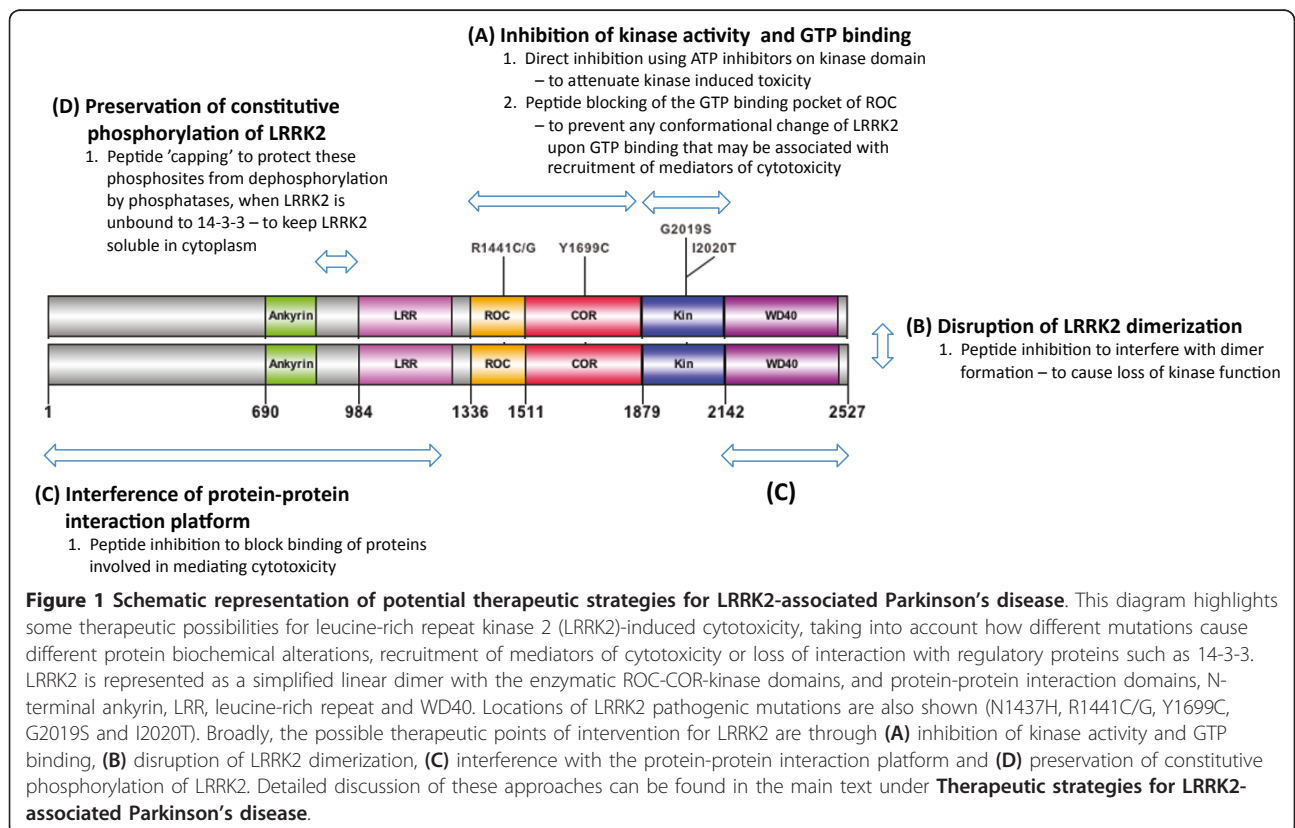 (A) Inhibition of kinase activity and GTP binding
1. Direct inhibition using ATP inhibitors on kinase domain
– to attenuate kinase induced toxicity
2. Peptide blocking of the GTP binding pocket of ROC
– to prevent any conformational change of LRRK2
upon GTP binding that may be associated with
recruitment of mediators of cytotoxicity
(D) Preservation of constitutive
phosphorylation of LRRK2
1. Peptide ‘capping’ to protect these
phosphosites from dephosphorylation
by phosphatases, when LRRK2 is
unbound to 14-3-3 – to keep LRRK2
soluble in cytoplasm
R1441C/G Y1699C G2019S
I2020T
Ankyrin LRR ROC COR Kin WD40
Ankyrin LRR ROC COR Kin WD40
1 690 984 1336 1511 1879 2142 2527
(B) Disruption of LRRK2 dimerization
1. Peptide inhibition to interfere with dimer
formation – to cause loss of kinase function
(C) Interference of protein-protein
interaction platform
1. Peptide inhibition to block binding of proteins
involved in mediating cytotoxicity
(C)
Figure 1 Schematic representation of potential therapeutic strategies for LRRK2-associated Parkinson's disease. This diagram highlights
some therapeutic possibilities for leucine-rich repeat kinase 2 (LRRK2)-induced cytotoxicity, taking into account how different mutations cause
different protein biochemical alterations, recruitment of mediators of cytotoxicity or loss of interaction with regulatory proteins such as 14-3-3.
LRRK2 is represented as a simplified linear dimer with the enzymatic ROC-COR-kinase domains, and protein-protein interaction domains, N-
terminal ankyrin, LRR, leucine-rich repeat and WD40. Locations of LRRK2 pathogenic mutations are also shown (N1437H, R1441C/G, Y1699C,
G2019S and I2020T). Broadly, the possible therapeutic points of intervention for LRRK2 are through (A) inhibition of kinase activity and GTP
binding, (B) disruption of LRRK2 dimerization, (C) interference with the protein-protein interaction platform and (D) preservation of constitutive
phosphorylation of LRRK2. Detailed discussion of these approaches can be found in the main text under Therapeutic strategies for LRRK2-
associated Parkinson's disease.